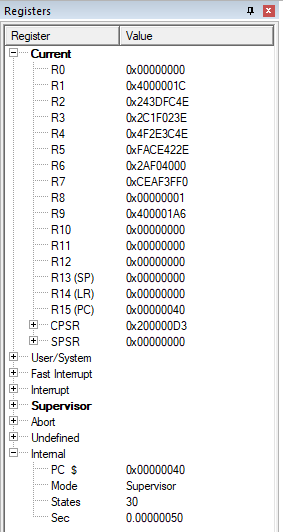 Registers
Register Value
Current
R0 0x00000000
R1 0x4000001C
R2 0x243DFC4E
R3 0x2C1F023E
R4 0x4F2E3C4E
R5 0xFACE422E
R6 0x2AF04000
R7 0xCEAF3FF0
R8 0x00000001
R9 0x400001A6
R10 0x00000000
R11 0x00000000
R12 0x00000000
R13 (SP) 0x00000000
R14 (LR) 0x00000000
R15 (PC) 0x00000040
CPSR 0x200000D3
SPSR 0x00000000
User/System
Fast Interrupt
Interrupt
Supervisor
Abort
Undefined
Internal
PC $ 0x00000040
Mode Supervisor
States 30
Sec 0.00000050